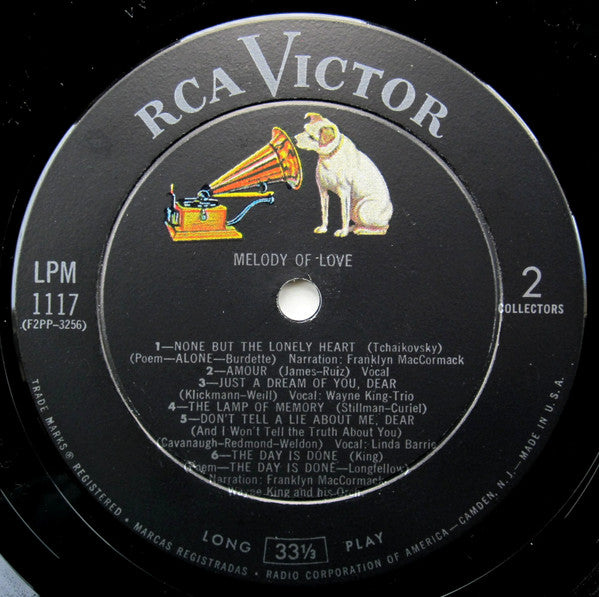 RCA VICTOR
MELODY OF LOVE
LPM
1117
(F2PP-3256)
2
COLLECTORS
1—NONE BUT THE LONELY HEART (Tchaikovsky)
(Poem—ALONE—Burdette) Narration: Franklyn MacCormack
2—AMOUR (James-Ruiz) Vocal
3—JUST A DREAM OF YOU, DEAR
(Klickmann-Weill) Vocal: Wayne King-Trio
4—THE LAMP OF MEMORY (Stillman-Curiel)
5—DON'T TELL A LIE ABOUT ME, DEAR
(And I Won't Tell the Truth About You)
(Cavanaugh-Redmond-Weldon) Vocal: Linda Barrie
6—THE DAY IS DONE (King)
(Poem—THE DAY IS DONE—Longfellow)
Narration: Franklyn MacCormack
Wayne King and his
LONG 33⅓ PLAY
TRADE MARKS ® REGISTERED • MARCAS REGISTRADAS • RADIO CORPORATION OF AMERICA—CAMDEN, N.J.—MADE IN U.S.A.